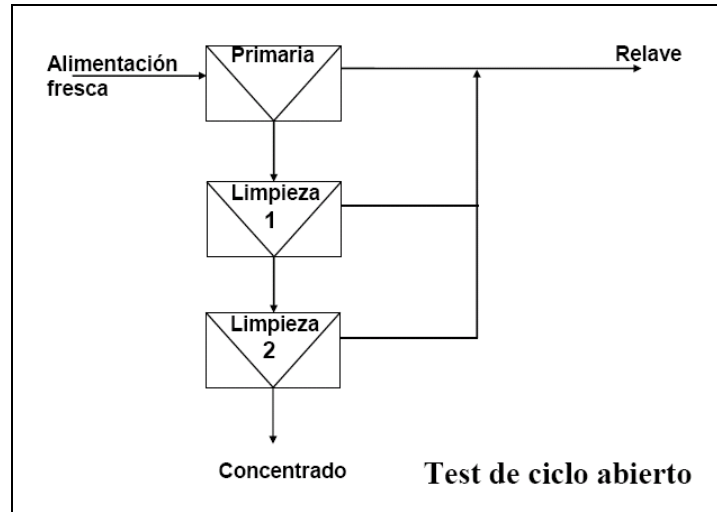 Primaria
Alimentación
fresca
Relave
Limpieza
1
Limpieza
2
Concentrado
Test de ciclo abierto